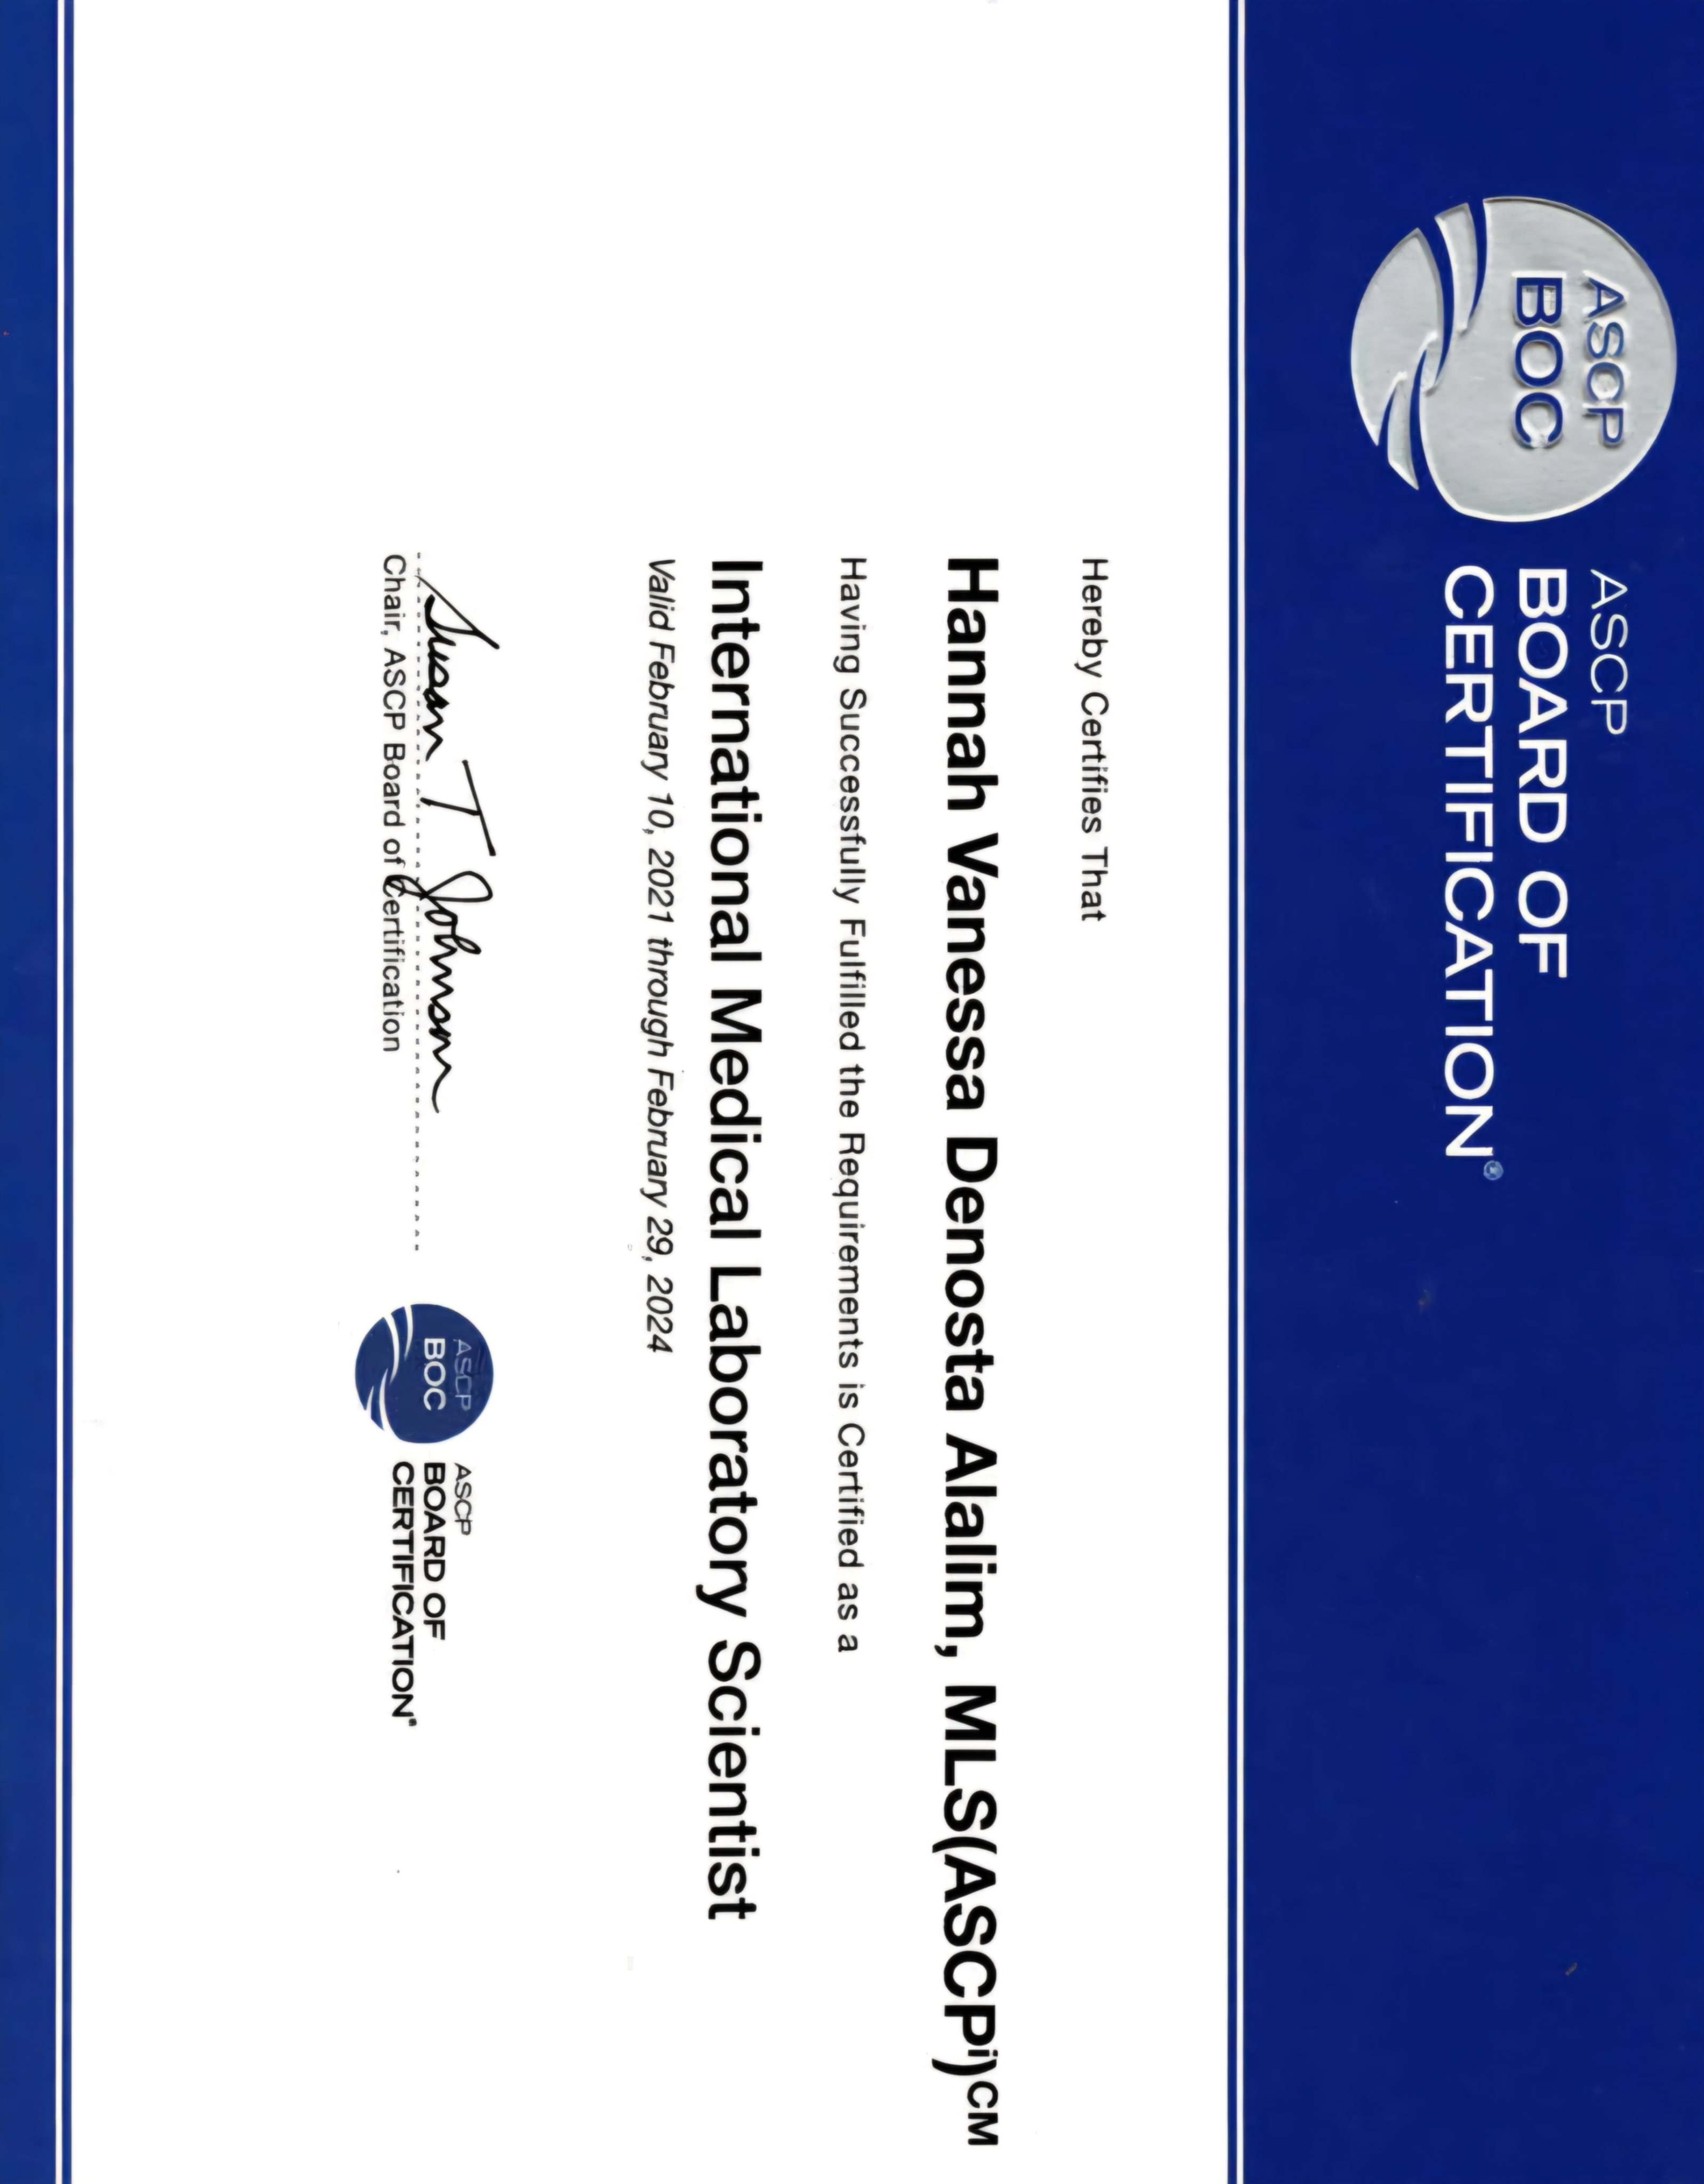 ASCP
BOC
ASCP
BOARD OF
CERTIFICATION®
Hereby Certifies That
Hannah Vanessa Denosta Alalim, MLS(ASCPⁱ)ᶜᴹ
Having Successfully Fulfilled the Requirements is Certified as a
International Medical Laboratory Scientist
Valid February 10, 2021 through February 29, 2024
Susan T Johnson
Chair, ASCP Board of Certification
ASCP
BOC
ASCP
BOARD OF
CERTIFICATION®